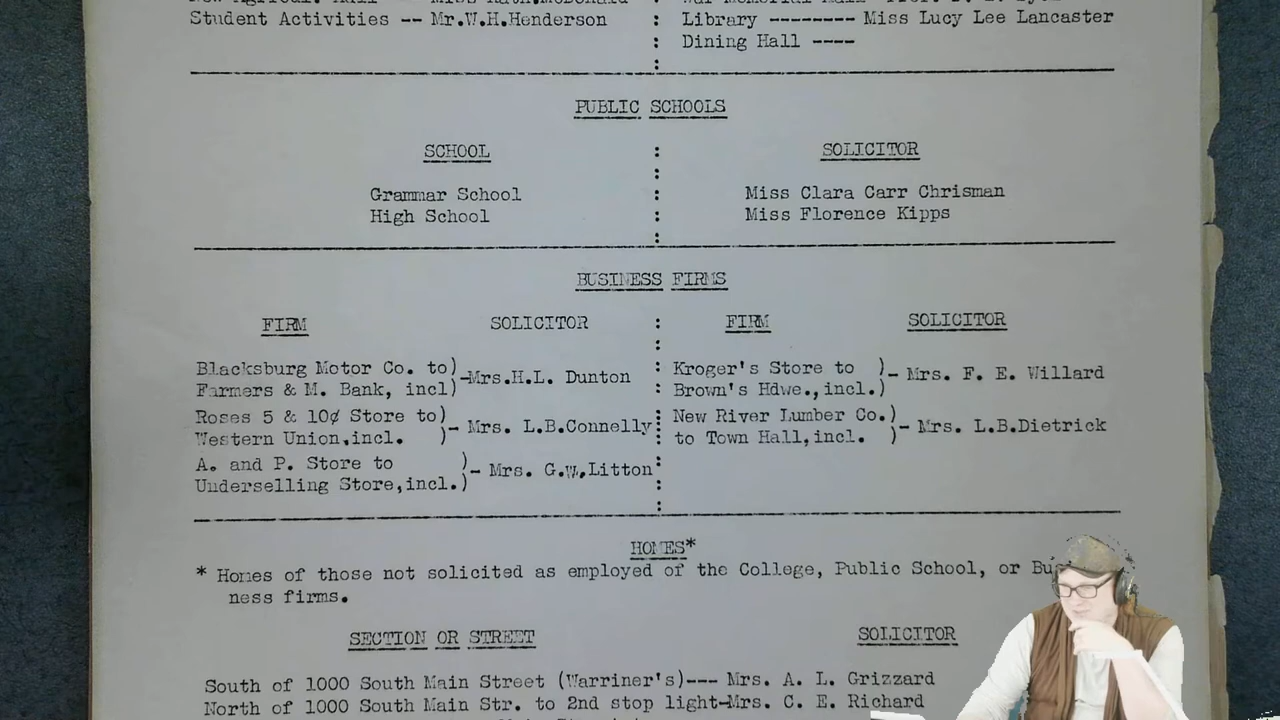 Student Activities -- Mr.W.H.Henderson : Library -------- Miss Lucy Lee Lancaster
: Dining Hall ----
PUBLIC SCHOOLS
SCHOOL : SOLICITOR
Grammar School : Miss Clara Carr Chrisman
High School : Miss Florence Kipps
BUSINESS FIRMS
FIRM SOLICITOR : FIRM SOLICITOR
Blacksburg Motor Co. to) : Kroger's Store to )
-Mrs.H.L. Dunton - Mrs. F. E. Willard
Farmers & M. Bank, incl) : Brown's Hdwe.,incl.)
Roses 5 & 10¢ Store to) : New River Lumber Co.)
- Mrs. L.B.Connelly - Mrs. L.B.Dietrick
Western Union,incl. ) : to Town Hall,incl. )
A. and P. Store to )
- Mrs. G.W.Litton
Underselling Store,incl.)
HOMES*
* Homes of those not solicited as employed of the College, Public School, or
ness firms.
SECTION OR STREET SOLICITOR
South of 1000 South Main Street (Warriner's)--- Mrs. A. L. Grizzard
North of 1000 South Main Str. to 2nd stop light-Mrs. C. E. Richard